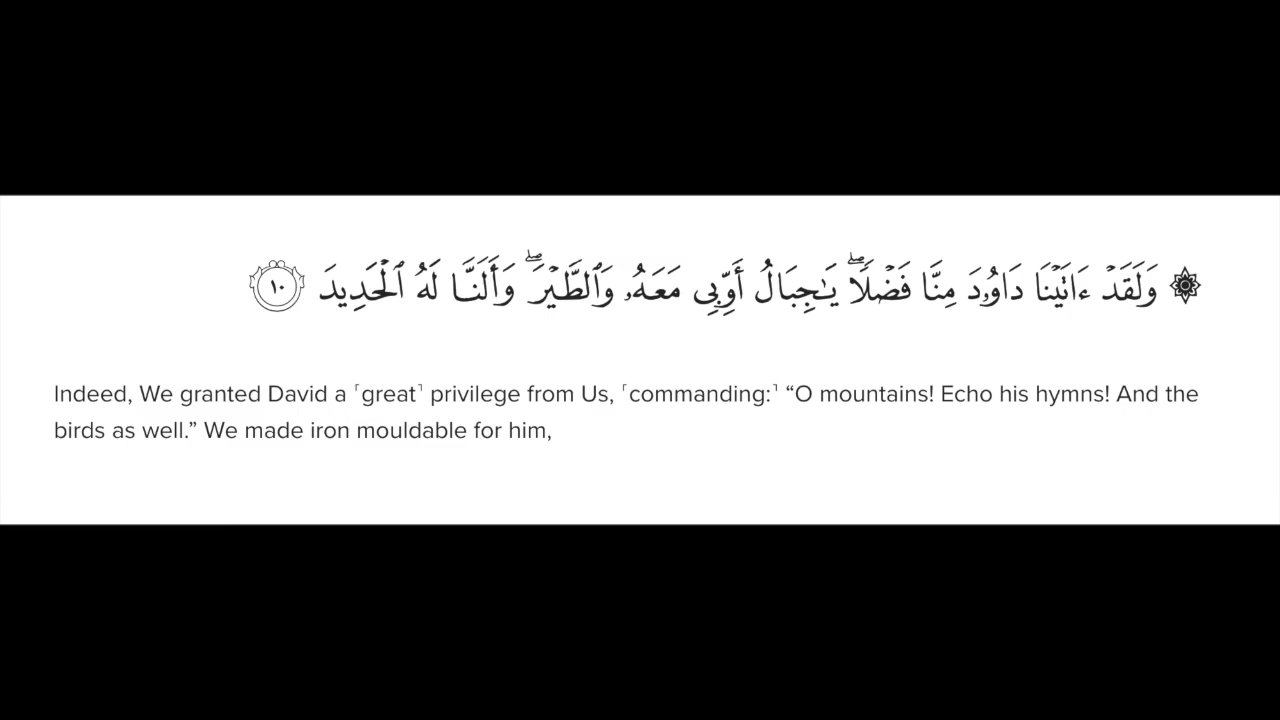 ۞ وَلَقَدْ ءَاتَيْنَا دَاوُۥدَ مِنَّا فَضْلًا ۖ يَـٰجِبَالُ أَوِّبِى مَعَهُۥ وَٱلطَّيْرَ ۖ وَأَلَنَّا لَهُ ٱلْحَدِيدَ ١٠
Indeed, We granted David a ˹great˺ privilege from Us, ˹commanding:˺ “O mountains! Echo his hymns! And the
birds as well.” We made iron mouldable for him,